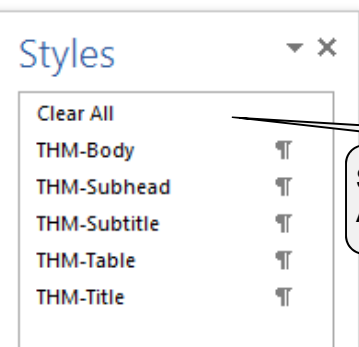 Styles
Clear All
THM-Body ¶
THM-Subhead ¶
THM-Subtitle ¶
THM-Table ¶
THM-Title ¶